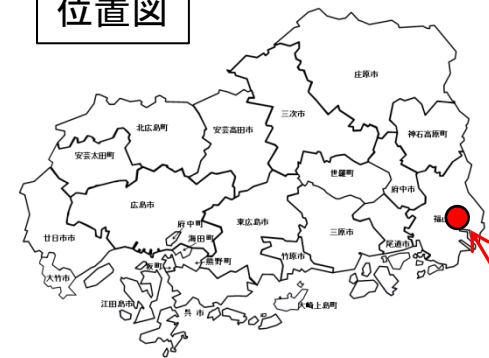 位置図
庄原市
三次市
北広島町
安芸高田市
神石高原町
安芸太田町
世羅町
府中市
広島市
福山
府中町
東広島市
三原市
廿日市市
海田町
尾道市
坂町
熊野町
竹原市
大竹市
江田島市
呉市
大崎上島町